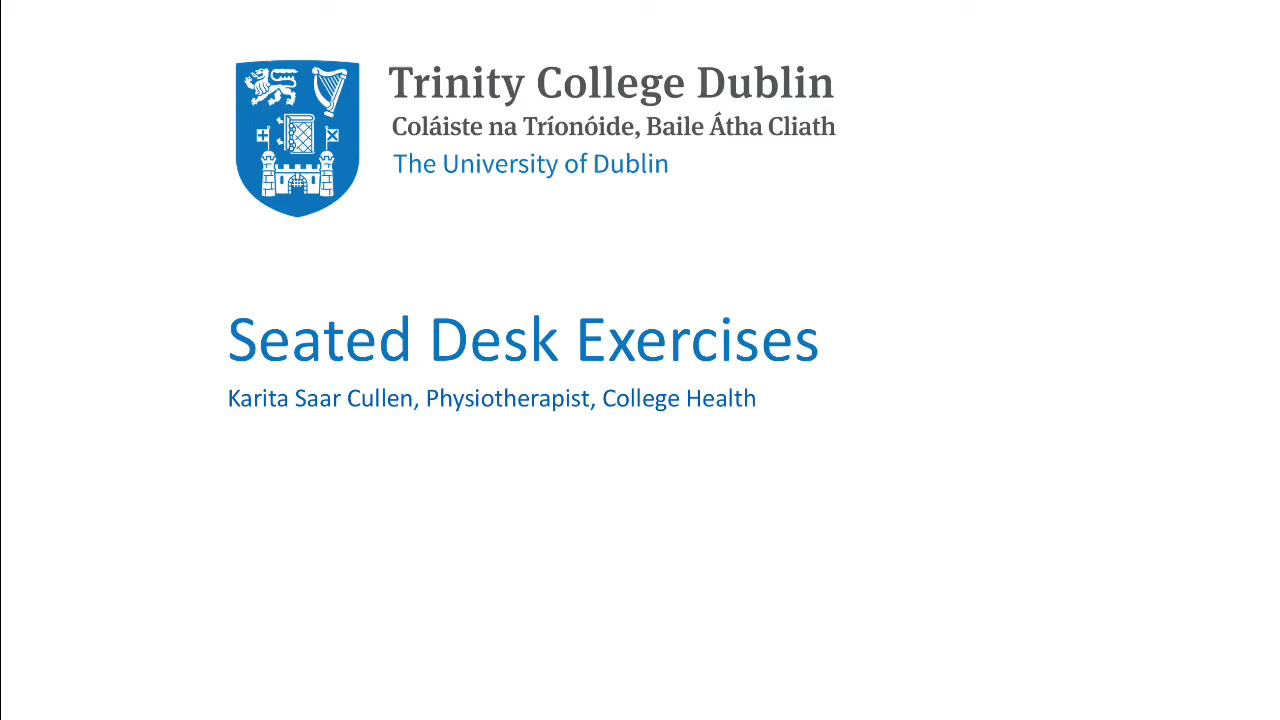 Trinity College Dublin
Coláiste na Tríonóide, Baile Átha Cliath
The University of Dublin
Seated Desk Exercises
Karita Saar Cullen, Physiotherapist, College Health